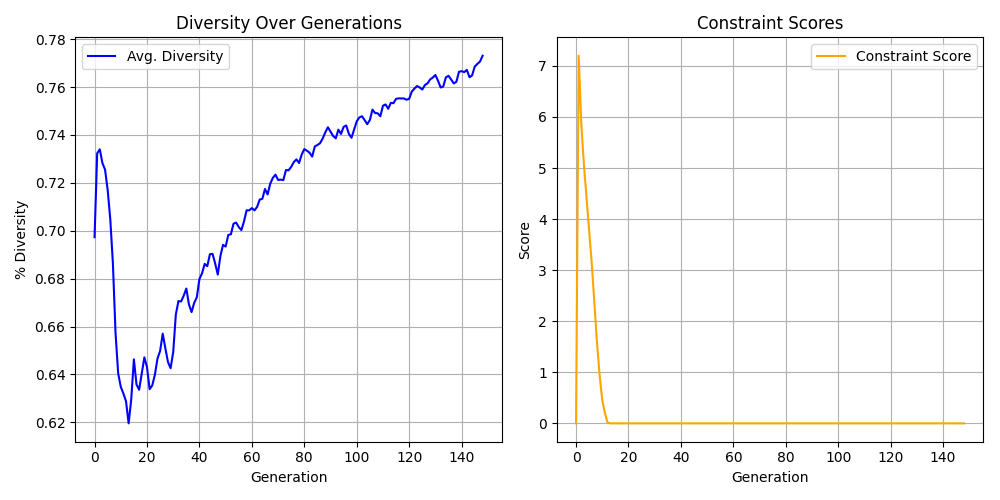 Diversity Over Generations
Avg. Diversity
% Diversity
0.78
0.76
0.74
0.72
0.70
0.68
0.66
0.64
0.62
0 20 40 60 80 100 120 140
Generation
Constraint Scores
Constraint Score
Score
7
6
5
4
3
2
1
0
0 20 40 60 80 100 120 140
Generation